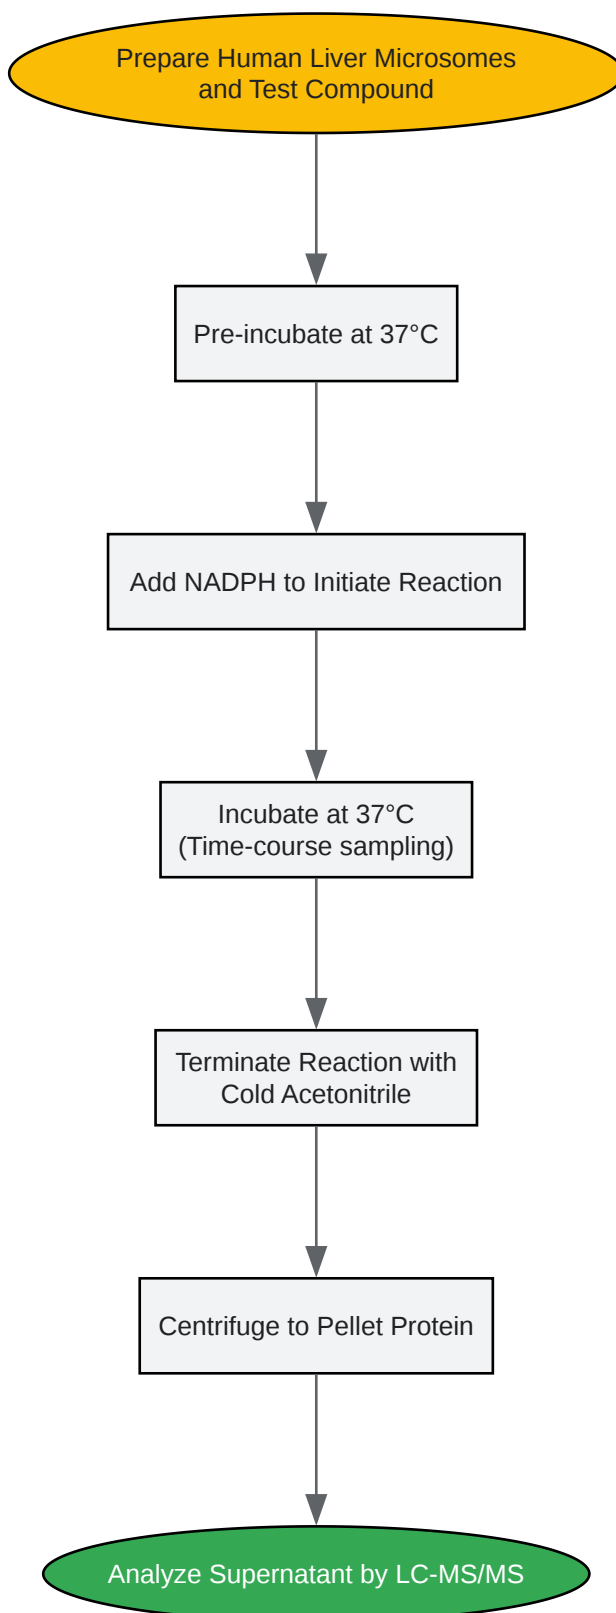 Prepare Human Liver Microsomes
and Test Compound
Pre-incubate at 37°C
Add NADPH to Initiate Reaction
Incubate at 37°C
(Time-course sampling)
Terminate Reaction with
Cold Acetonitrile
Centrifuge to Pellet Protein
Analyze Supernatant by LC-MS/MS